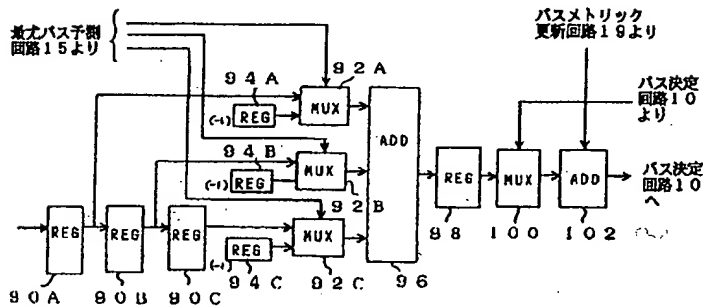 最尤パス予測
回路15より
パスメトリック
更新回路19より
92A
94A
パス決定
回路10
より
MUX
(-1)
REG
94B
ADD
MUX
(-1)
REG
92B
REG
MUX
ADD
パス決定
回路10
へ
REG
REG
REG
MUX
98
100
102
(-1)
REG
94C
92C
96
90A
90B
90C